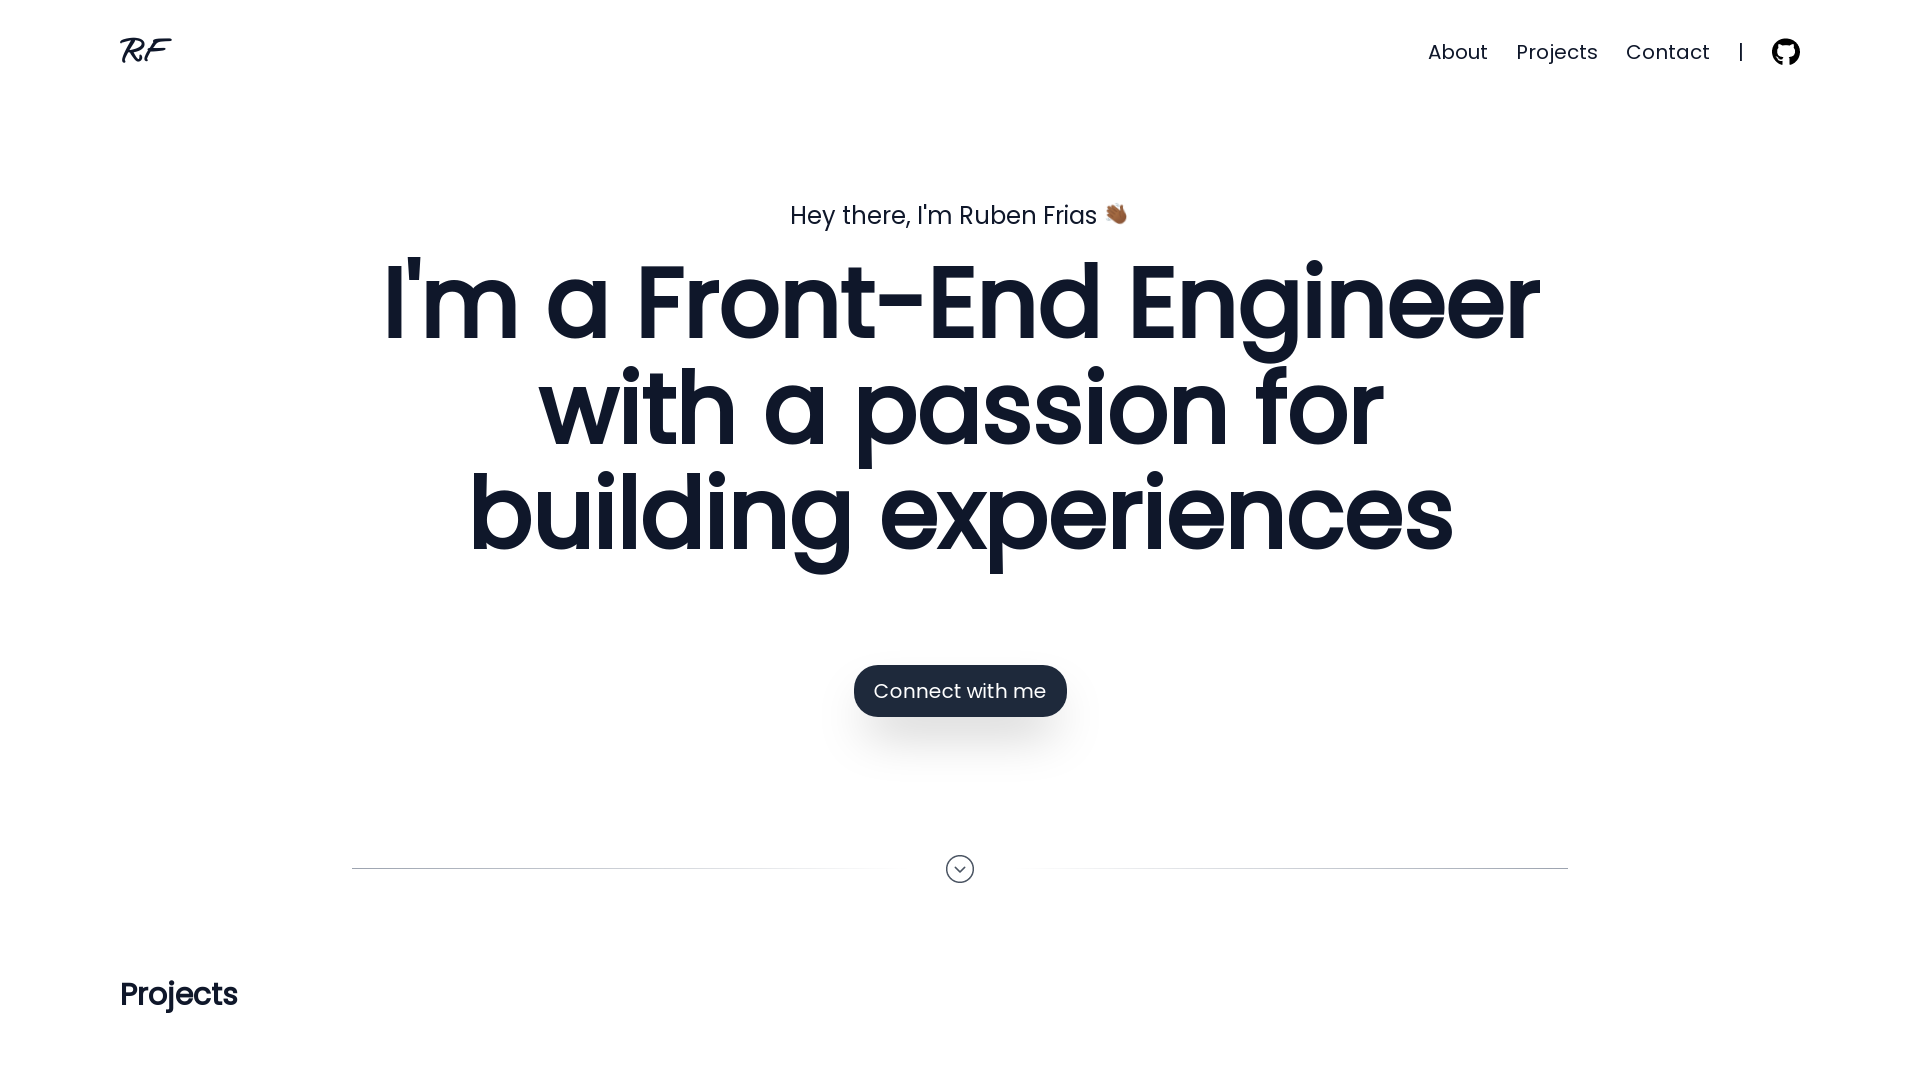 RF
About Projects Contact |
Hey there, I'm Ruben Frias 👋🏾
I'm a Front-End Engineer
with a passion for
building experiences
Connect with me
Projects